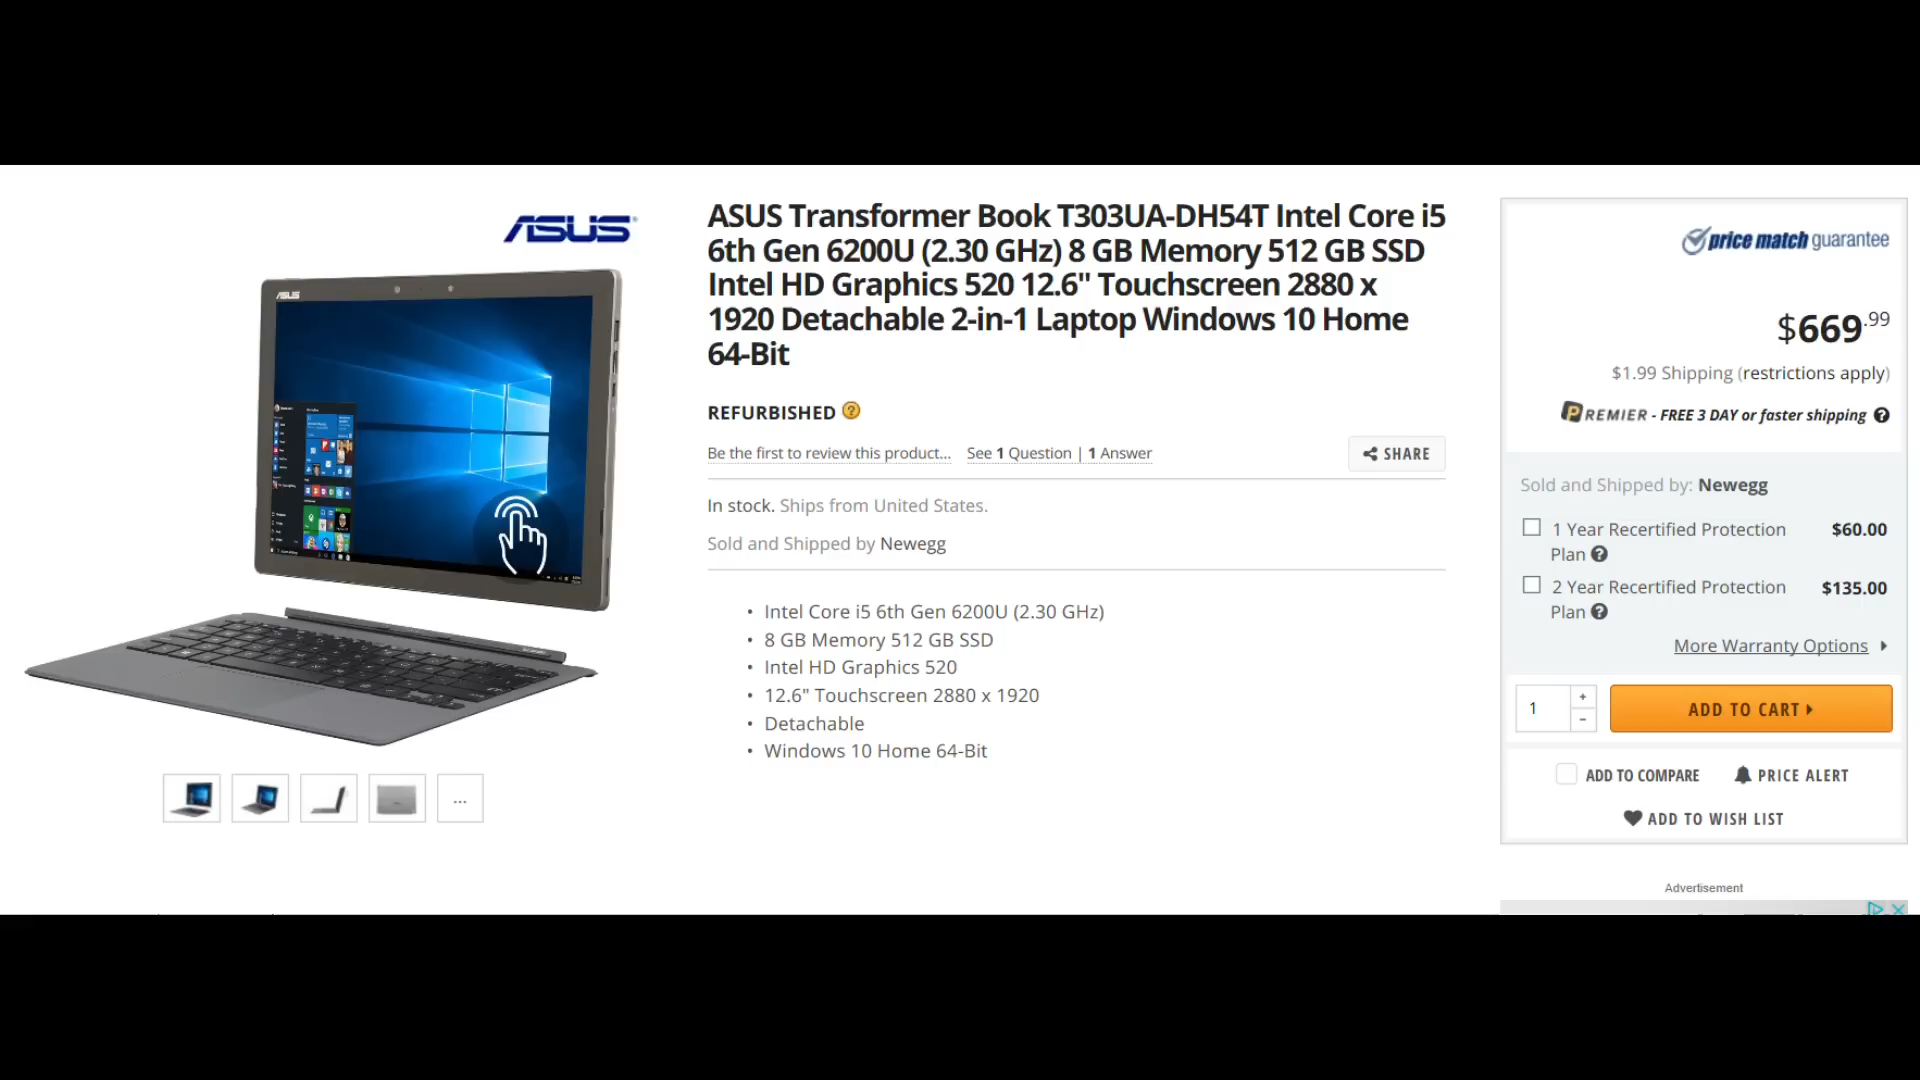 ASUS
ASUS
ASUS Transformer Book T303UA-DH54T Intel Core i5
6th Gen 6200U (2.30 GHz) 8 GB Memory 512 GB SSD
Intel HD Graphics 520 12.6" Touchscreen 2880 x
1920 Detachable 2-in-1 Laptop Windows 10 Home
64-Bit
REFURBISHED ?
Be the first to review this product... See 1 Question | 1 Answer
SHARE
In stock. Ships from United States.
Sold and Shipped by Newegg
• Intel Core i5 6th Gen 6200U (2.30 GHz)
• 8 GB Memory 512 GB SSD
• Intel HD Graphics 520
• 12.6" Touchscreen 2880 x 1920
• Detachable
• Windows 10 Home 64-Bit
...
price match guarantee
$669.99
$1.99 Shipping (restrictions apply)
PREMIER - FREE 3 DAY or faster shipping ?
Sold and Shipped by: Newegg
1 Year Recertified Protection $60.00
Plan ?
2 Year Recertified Protection $135.00
Plan ?
More Warranty Options
1 + -
ADD TO CART
ADD TO COMPARE PRICE ALERT
ADD TO WISH LIST
Advertisement